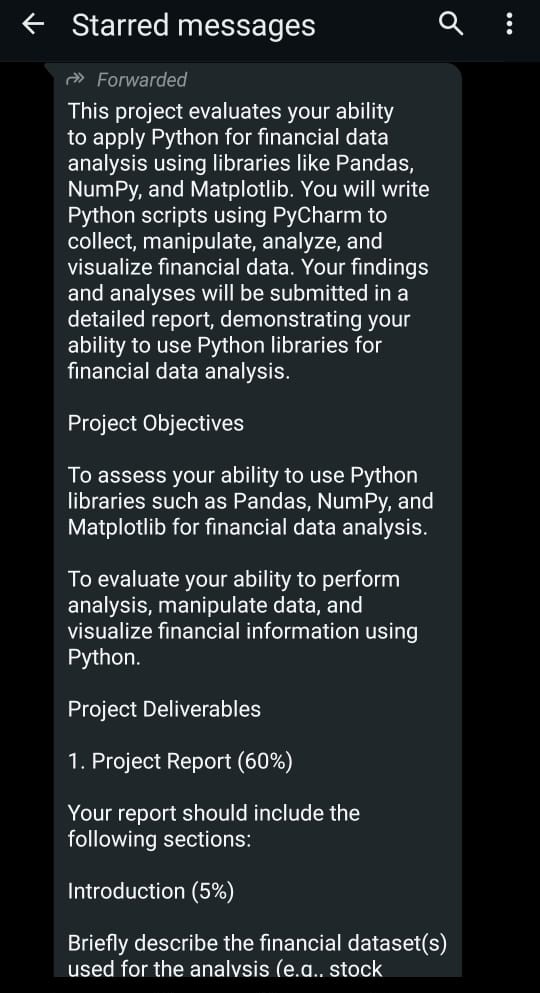 Starred messages
Forwarded
This project evaluates your ability
to apply Python for financial data
analysis using libraries like Pandas,
NumPy, and Matplotlib. You will write
Python scripts using PyCharm to
collect, manipulate, analyze, and
visualize financial data. Your findings
and analyses will be submitted in a
detailed report, demonstrating your
ability to use Python libraries for
financial data analysis.
Project Objectives
To assess your ability to use Python
libraries such as Pandas, NumPy, and
Matplotlib for financial data analysis.
To evaluate your ability to perform
analysis, manipulate data, and
visualize financial information using
Python.
Project Deliverables
1. Project Report (60%)
Your report should include the
following sections:
Introduction (5%)
Briefly describe the financial dataset(s)
used for the analysis (e.g., stock